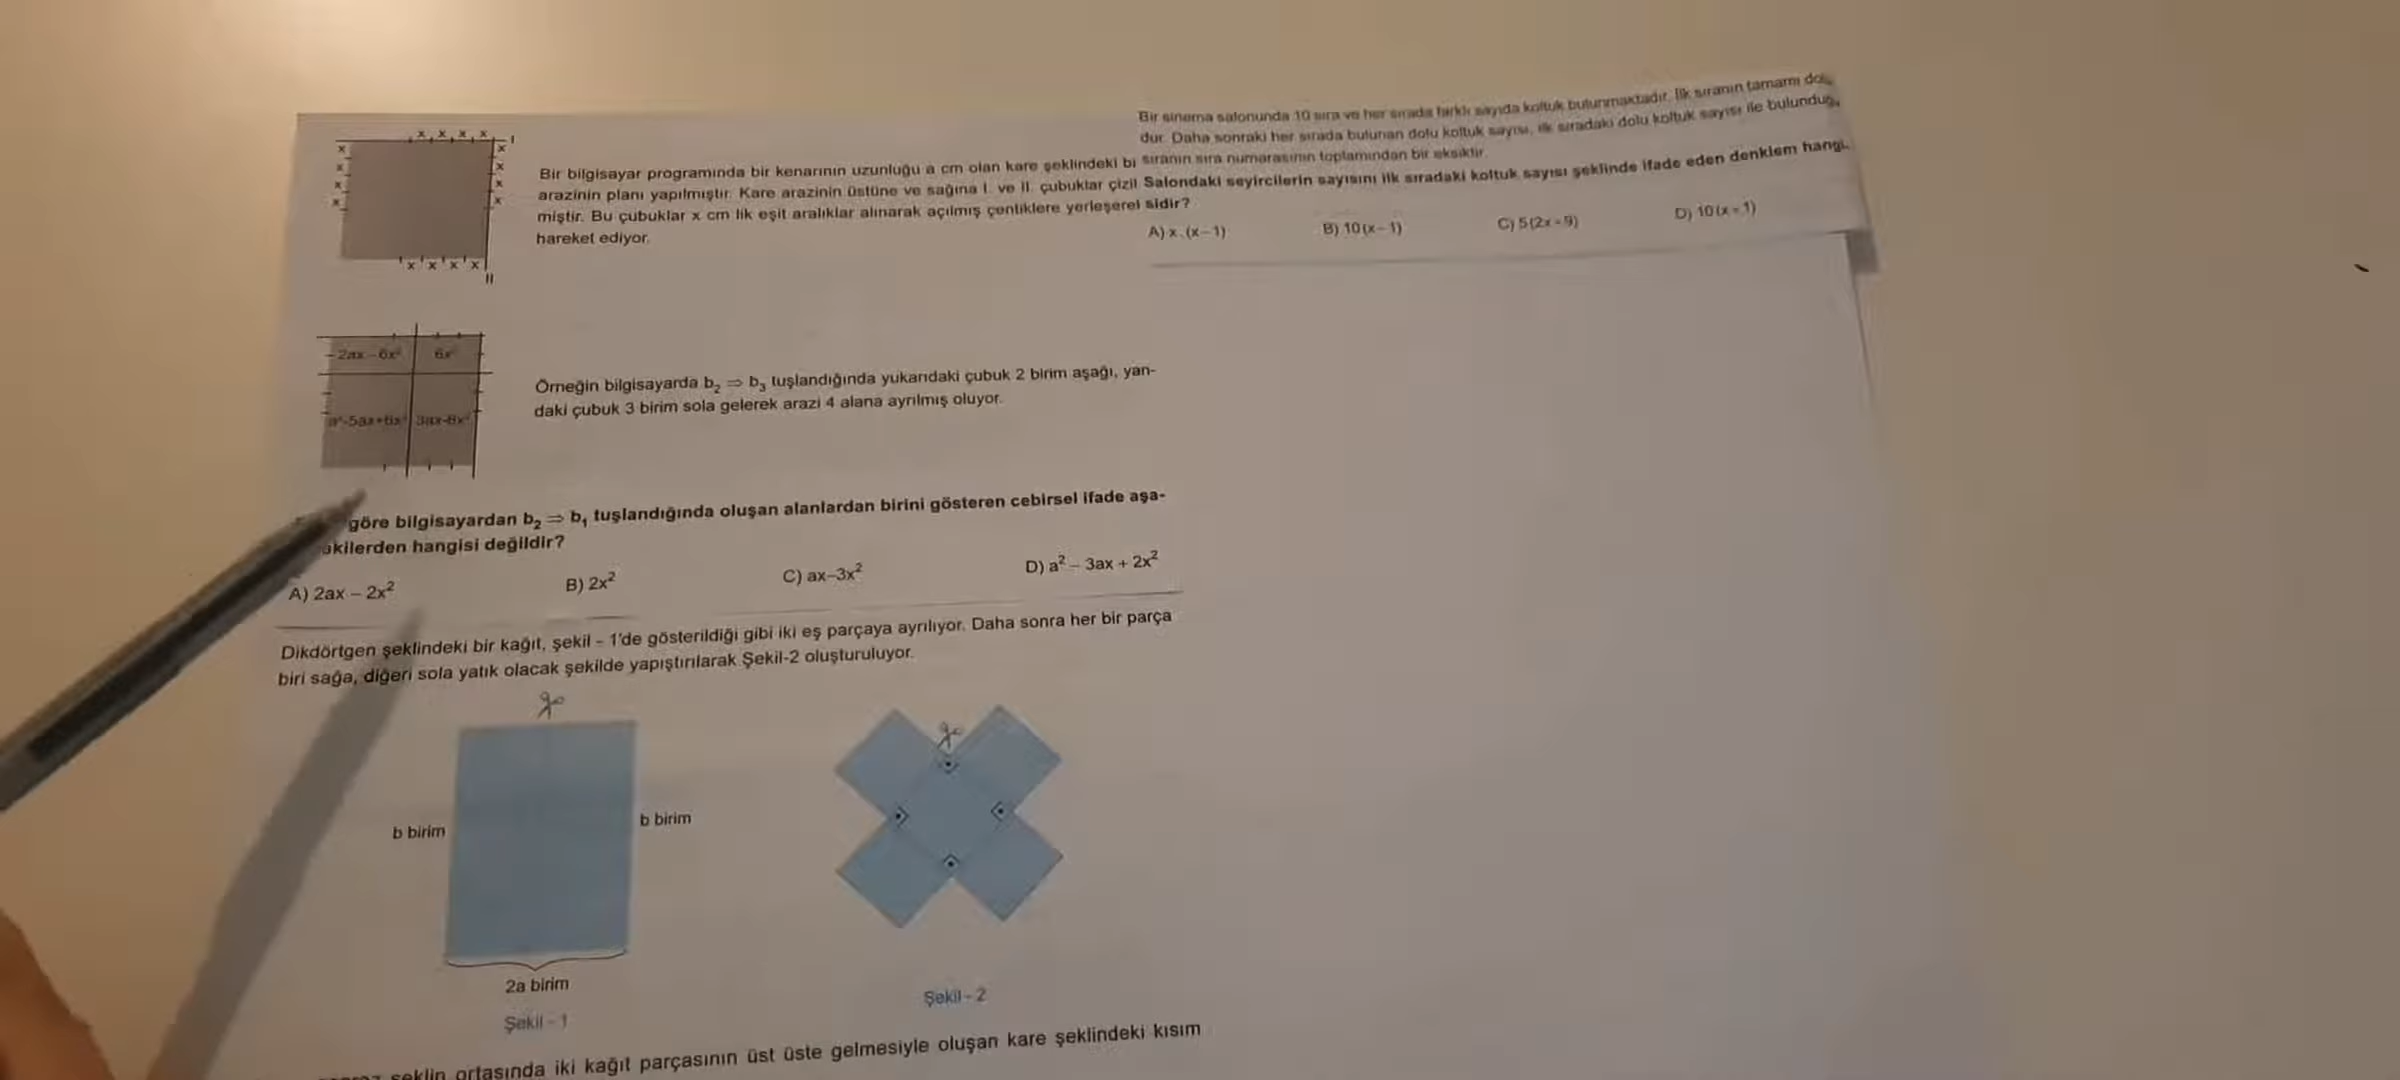 x x x x I
x x
x x
x x
x x
x x x x
II
Bir bilgisayar programında bir kenarının uzunluğu a cm olan kare şeklindeki bi
arazinin planı yapılmıştır. Kare arazinin üstüne ve sağına I. ve II. çubuklar çizil
miştir. Bu çubuklar x cm lik eşit aralıklar alınarak açılmış çentiklere yerleşerel
hareket ediyor.
Bir sinema salonunda 10 sıra ve her sırada farklı sayıda koltuk bulunmaktadır. İlk sıranın tamamı
dur. Daha sonraki her sırada bulunan dolu koltuk sayısı, ilk sıradaki dolu koltuk sayısı ile
sıranın sıra numarasının toplamından bir eksiktir.
Salondaki seyircilerin sayısını ilk sıradaki koltuk sayısı şeklinde ifade eden denklem hangi
sidir?
A) x.(x-1) B) 10(x-1) C) 5(2x-9) D)
2ax - 6x² 6x²
a²-5ax+6x² 3ax-6x²
Örneğin bilgisayarda b₂ ⇒ b₃ tuşlandığında yukarıdaki çubuk 2 birim aşağı, yan-
daki çubuk 3 birim sola gelerek arazi 4 alana ayrılmış oluyor.
göre bilgisayardan b₂ ⇒ b₁ tuşlandığında oluşan alanlardan birini gösteren cebirsel ifade aşa-
akilerden hangisi değildir?
A) 2ax – 2x² B) 2x² C) ax–3x² D) a² – 3ax + 2x²
Dikdörtgen şeklindeki bir kağıt, şekil - 1'de gösterildiği gibi iki eş parçaya ayrılıyor. Daha sonra her bir parça
biri sağa, diğeri sola yatık olacak şekilde yapıştırılarak Şekil-2 oluşturuluyor.
b birim b birim
2a birim
Şekil - 1 Şekil - 2
şeklin ortasında iki kağıt parçasının üst üste gelmesiyle oluşan kare şeklindeki kısım